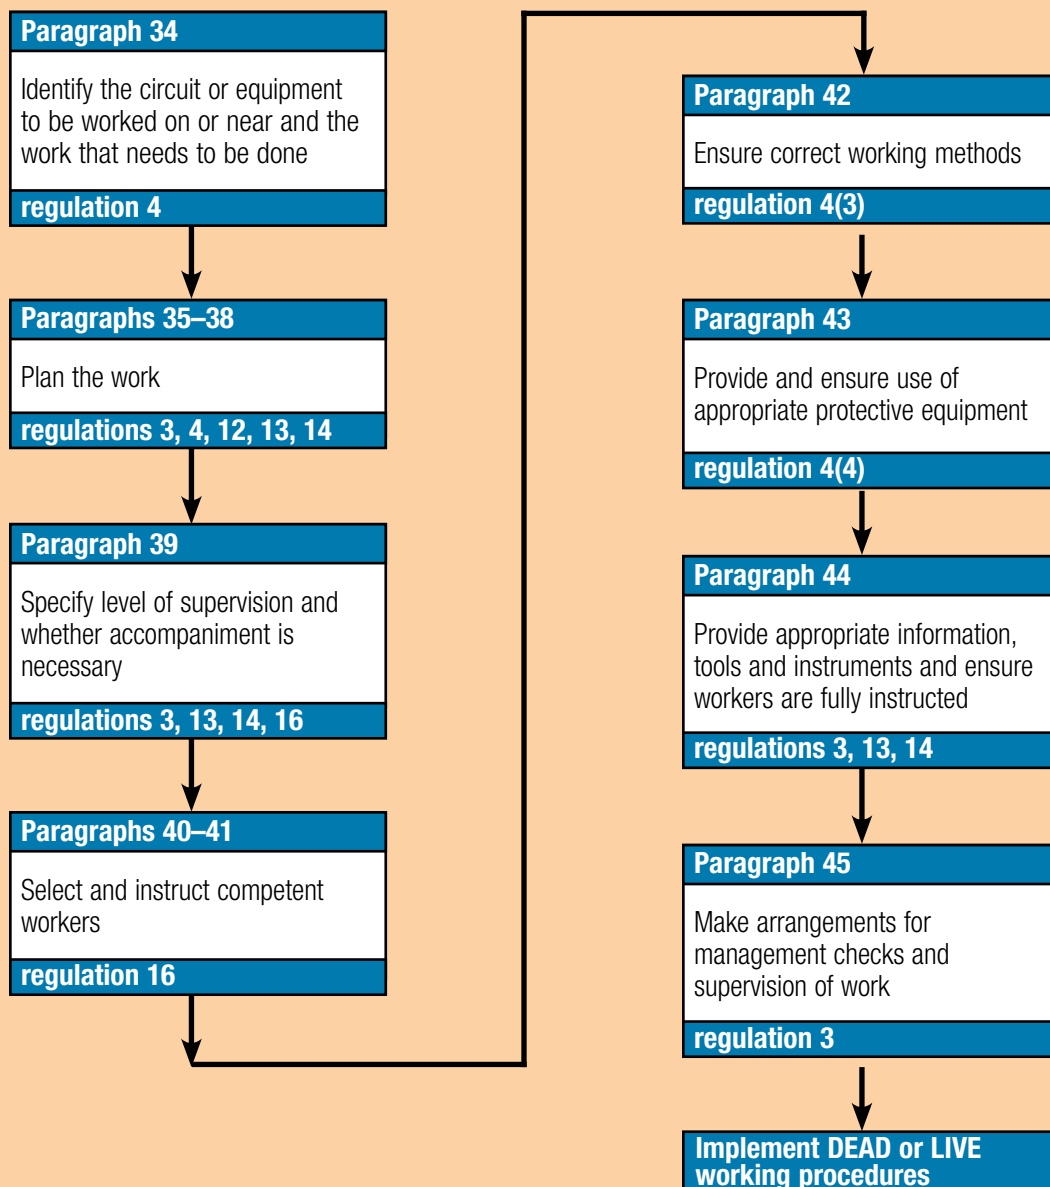 Paragraph 34
Identify the circuit or equipment
to be worked on or near and the
work that needs to be done
regulation 4
Paragraphs 35–38
Plan the work
regulations 3, 4, 12, 13, 14
Paragraph 39
Specify level of supervision and
whether accompaniment is
necessary
regulations 3, 13, 14, 16
Paragraphs 40–41
Select and instruct competent
workers
regulation 16
Paragraph 42
Ensure correct working methods
regulation 4(3)
Paragraph 43
Provide and ensure use of
appropriate protective equipment
regulation 4(4)
Paragraph 44
Provide appropriate information,
tools and instruments and ensure
workers are fully instructed
regulations 3, 13, 14
Paragraph 45
Make arrangements for
management checks and
supervision of work
regulation 3
Implement DEAD or LIVE
working procedures